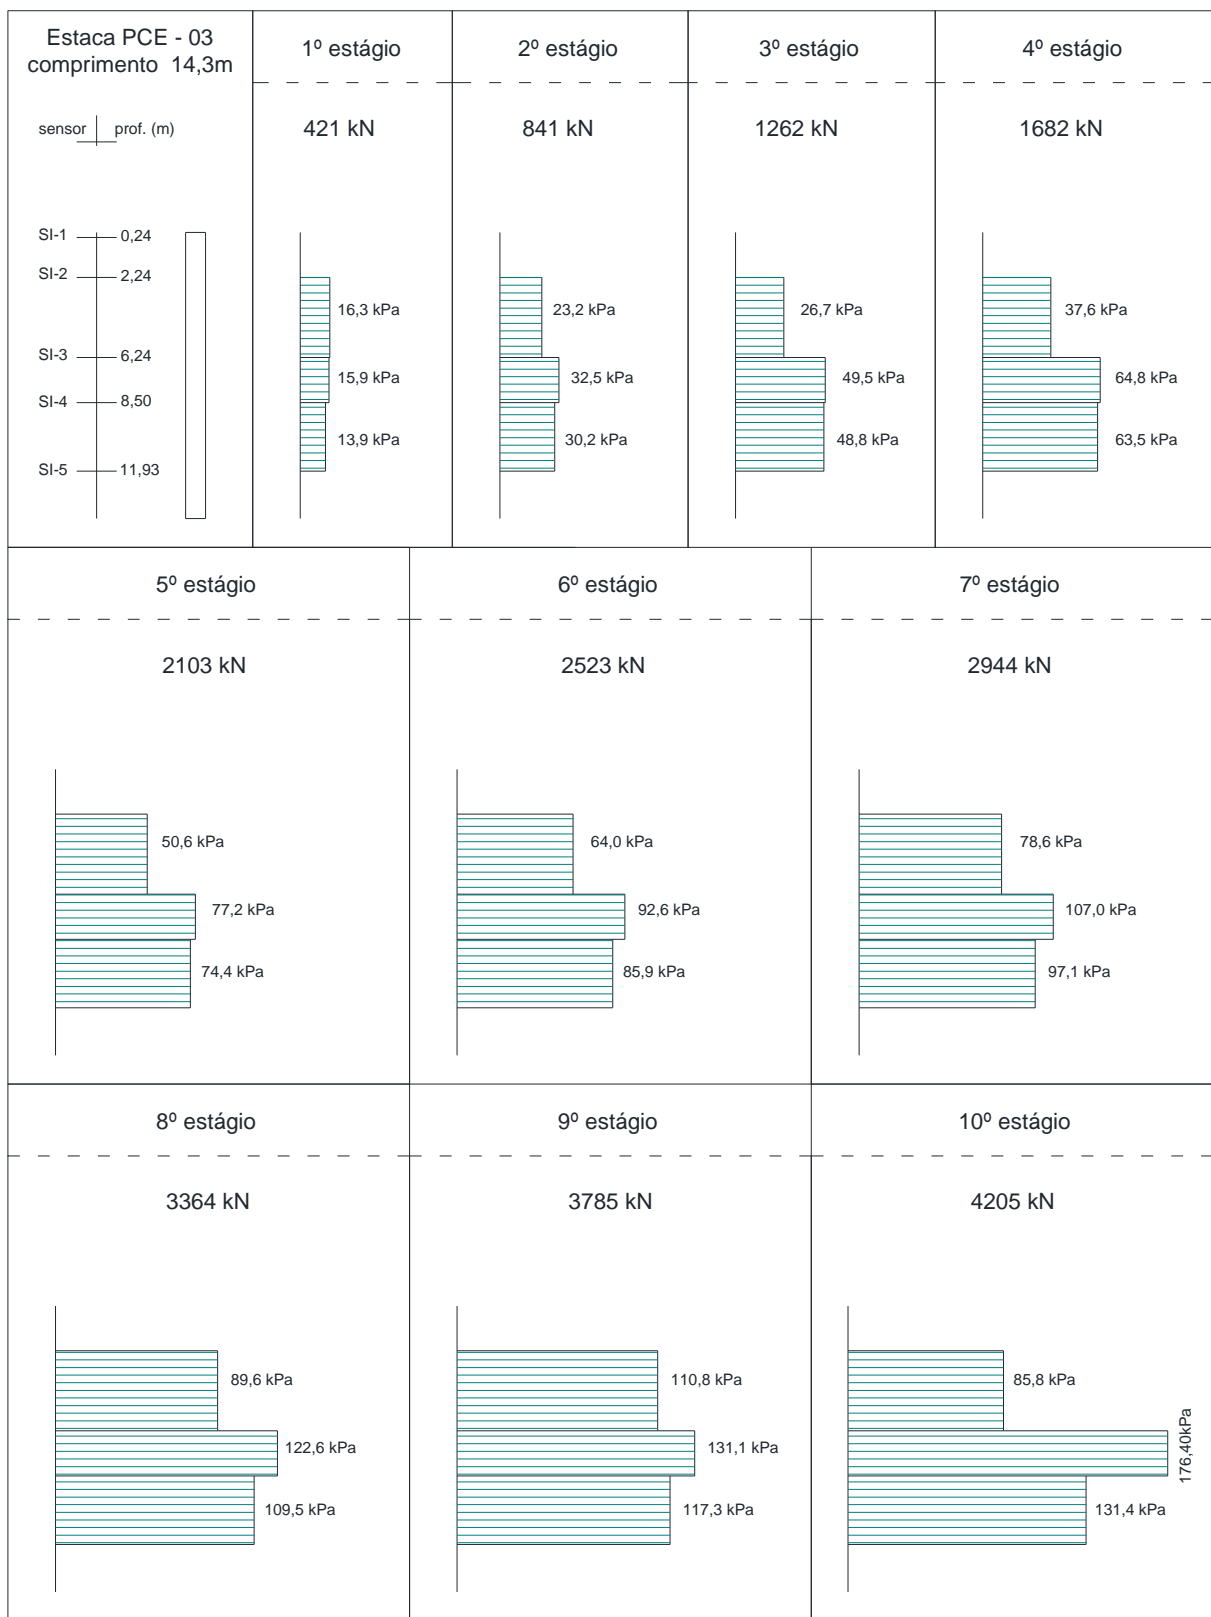 Estaca PCE - 03
comprimento 14,3m
sensor prof. (m)
SI-1 0,24
SI-2 2,24
SI-3 6,24
SI-4 8,50
SI-5 11,93
1º estágio
421 kN
16,3 kPa
15,9 kPa
13,9 kPa
2º estágio
841 kN
23,2 kPa
32,5 kPa
30,2 kPa
3º estágio
1262 kN
26,7 kPa
49,5 kPa
48,8 kPa
4º estágio
1682 kN
37,6 kPa
64,8 kPa
63,5 kPa
5º estágio
2103 kN
50,6 kPa
77,2 kPa
74,4 kPa
6º estágio
2523 kN
64,0 kPa
92,6 kPa
85,9 kPa
7º estágio
2944 kN
78,6 kPa
107,0 kPa
97,1 kPa
8º estágio
3364 kN
89,6 kPa
122,6 kPa
109,5 kPa
9º estágio
3785 kN
110,8 kPa
131,1 kPa
117,3 kPa
10º estágio
4205 kN
85,8 kPa
176,40kPa
131,4 kPa